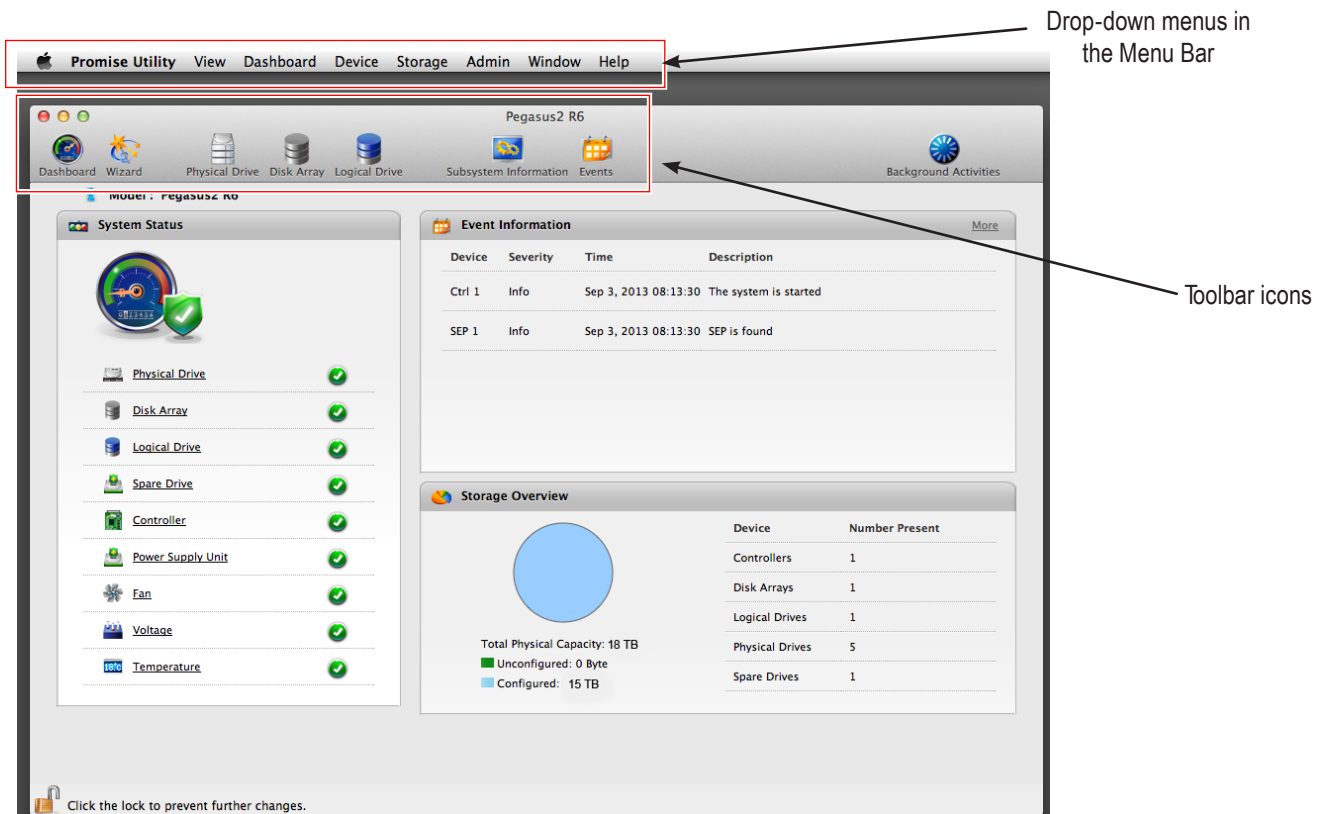 Drop-down menus in
the Menu Bar
Promise Utility View Dashboard Device Storage Admin Window Help
Pegasus2 R6
Dashboard Wizard Physical Drive Disk Array Logical Drive Subsystem Information Events Background Activities
Model : Pegasus2 R6
System Status
Event Information More
Device Severity Time Description
Ctrl 1 Info Sep 3, 2013 08:13:30 The system is started
SEP 1 Info Sep 3, 2013 08:13:30 SEP is found
Toolbar icons
Physical Drive
Disk Array
Logical Drive
Spare Drive
Controller
Power Supply Unit
Fan
Voltage
Temperature
Storage Overview
Device Number Present
Controllers 1
Disk Arrays 1
Logical Drives 1
Physical Drives 5
Spare Drives 1
Total Physical Capacity: 18 TB
Unconfigured: 0 Byte
Configured: 15 TB
Click the lock to prevent further changes.